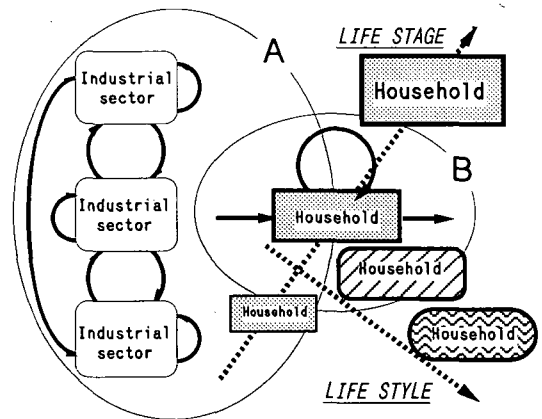 LIFE STAGE
A
Industrial
sector
Household
B
Industrial
sector
Household
Household
Household
Household
Industrial
sector
LIFE STYLE